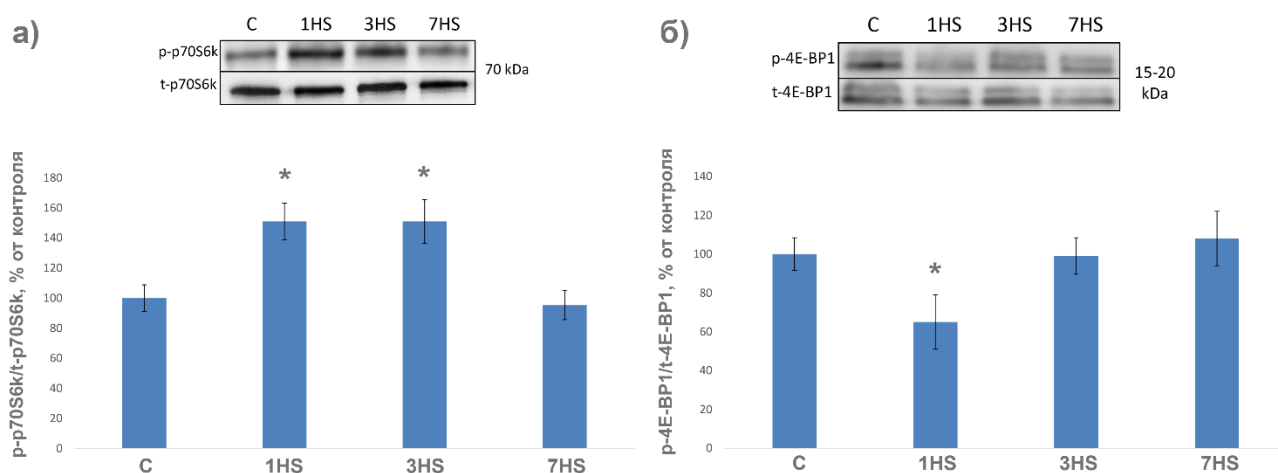 а)
C 1HS 3HS 7HS
p-p70S6k
t-p70S6k
70 kDa
p-p70S6k/t-p70S6k, % от контроля
180
160
140
120
100
80
60
40
20
0
* *
C 1HS 3HS 7HS
б)
C 1HS 3HS 7HS
p-4E-BP1
t-4E-BP1
15-20
kDa
p-4E-BP1/t-4E-BP1, % от контроля
140
120
100
80
60
40
20
0
*
C 1HS 3HS 7HS